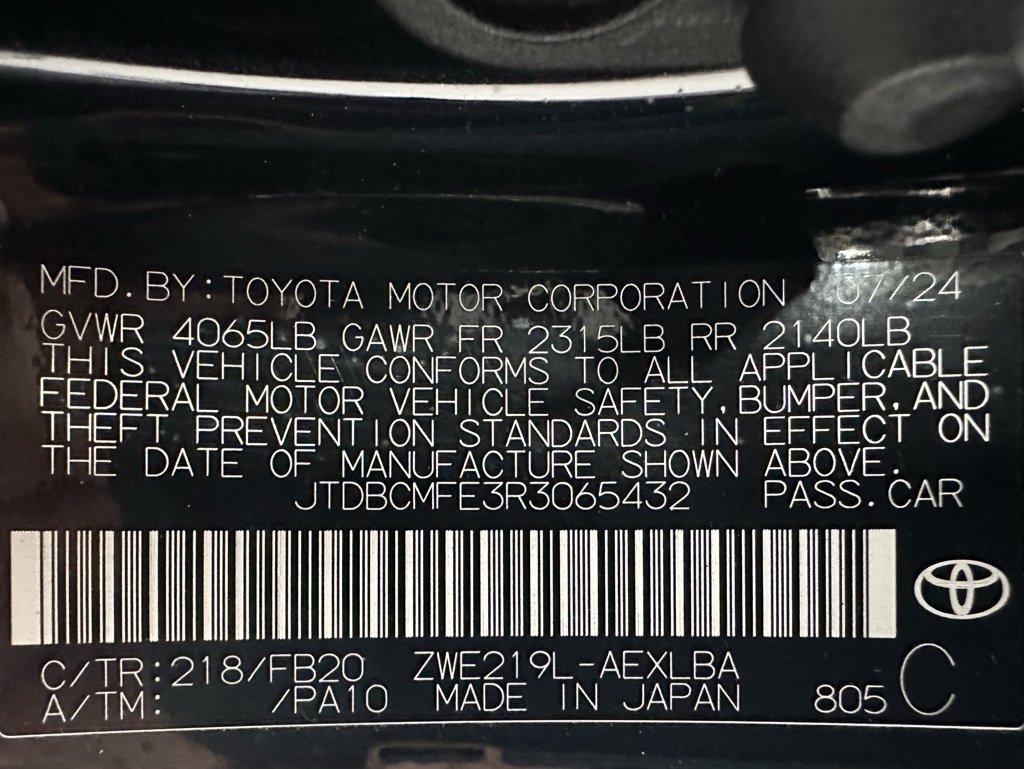 MFD.BY:TOYOTA MOTOR CORPORATION 07/24
GVWR 4065LB GAWR FR 2315LB RR 2140LB
THIS VEHICLE CONFORMS TO ALL APPLICABLE
FEDERAL MOTOR VEHICLE SAFETY,BUMPER,AND
THEFT PREVENTION STANDARDS IN EFFECT ON
THE DATE OF MANUFACTURE SHOWN ABOVE.
JTDBCMFE3R3065432 PASS.CAR
C/TR:218/FB20 ZWE219L-AEXLBA
A/TM: /PA10 MADE IN JAPAN 805 C